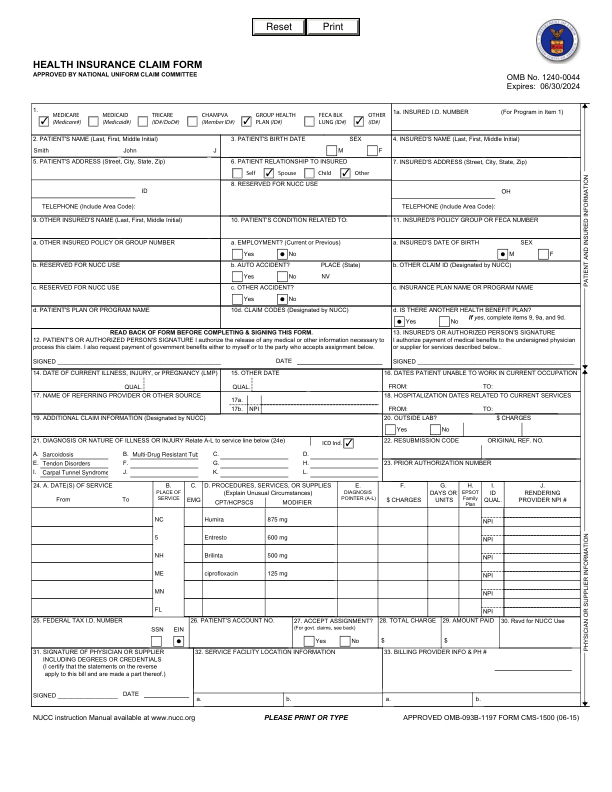 Reset Print
HEALTH INSURANCE CLAIM FORM
APPROVED BY NATIONAL UNIFORM CLAIM COMMITTEE
OMB No. 1240-0044
Expires: 06/30/2024
1. MEDICARE MEDICAID TRICARE CHAMPVA GROUP HEALTH FECA BLK OTHER
(Medicare#) (Medicaid#) (ID#/DoD#) (Member ID#) PLAN (ID#) LUNG (ID#) (ID#)
1a. INSURED I.D. NUMBER (For Program in Item 1)
2. PATIENT'S NAME (Last, First, Middle Initial) 3. PATIENT'S BIRTH DATE SEX 4. INSURED'S NAME (Last, First, Middle Initial)
Smith John J M F
5. PATIENT'S ADDRESS (Street, City, State, Zip) 6. PATIENT RELATIONSHIP TO INSURED 7. INSURED'S ADDRESS (Street, City, State, Zip)
Self Spouse Child Other
8. RESERVED FOR NUCC USE
ID OH
TELEPHONE (Include Area Code): TELEPHONE (Include Area Code):
9. OTHER INSURED'S NAME (Last, First, Middle Initial) 10. PATIENT'S CONDITION RELATED TO: 11. INSURED'S POLICY GROUP OR FECA NUMBER
a. OTHER INSURED POLICY OR GROUP NUMBER a. EMPLOYMENT? (Current or Previous) a. INSURED'S DATE OF BIRTH SEX
Yes No M F
b. RESERVED FOR NUCC USE b. AUTO ACCIDENT? PLACE (State) b. OTHER CLAIM ID (Designated by NUCC)
Yes No NV
c. RESERVED FOR NUCC USE c. OTHER ACCIDENT? c. INSURANCE PLAN NAME OR PROGRAM NAME
Yes No
d. PATIENT'S PLAN OR PROGRAM NAME 10d. CLAIM CODES (Designated by NUCC) d. IS THERE ANOTHER HEALTH BENEFIT PLAN?
Yes No If yes, complete items 9, 9a, and 9d.
PATIENT AND INSURED INFORMATION
READ BACK OF FORM BEFORE COMPLETING & SIGNING THIS FORM.
12. PATIENT'S OR AUTHORIZED PERSON'S SIGNATURE I authorize the release of any medical or other information necessary to
process this claim. I also request payment of government benefits either to myself or to the party who accepts assignment below.
SIGNED DATE
13. INSURED'S OR AUTHORIZED PERSON'S SIGNATURE
I authorize payment of medical benefits to the undersigned physician
or supplier for services described below.
SIGNED
14. DATE OF CURRENT ILLNESS, INJURY, or PREGNANCY (LMP) 15. OTHER DATE 16. DATES PATIENT UNABLE TO WORK IN CURRENT OCCUPATION
QUAL. QUAL. FROM: TO:
17. NAME OF REFERRING PROVIDER OR OTHER SOURCE 17a. 18. HOSPITALIZATION DATES RELATED TO CURRENT SERVICES
17b. NPI FROM: TO:
19. ADDITIONAL CLAIM INFORMATION (Designated by NUCC) 20. OUTSIDE LAB? $ CHARGES
Yes No
21. DIAGNOSIS OR NATURE OF ILLNESS OR INJURY Relate A-L to service line below (24e) ICD Ind. 22. RESUBMISSION CODE ORIGINAL REF. NO.
A. Sarcoidosis B. Multi-Drug Resistant Tub C. D.
E. Tendon Disorders F. G. H. 23. PRIOR AUTHORIZATION NUMBER
I. Carpal Tunnel Syndrome J. K. L.
24. A. DATE(S) OF SERVICE B. C. D. PROCEDURES, SERVICES, OR SUPPLIES E. F. G. H. I. J.
PLACE OF SERVICE EMG (Explain Unusual Circumstances) DIAGNOSIS POINTER (A-L) $ CHARGES DAYS OR UNITS EPSOT Family Plan ID QUAL. RENDERING PROVIDER NPI #
From To CPT/HCPSCS MODIFIER
NC Humira 875 mg NPI
5 Entresto 600 mg NPI
NH Brilinta 500 mg NPI
ME ciprofloxacin 125 mg NPI
MN NPI
FL NPI
PHYSICIAN OR SUPPLIER INFORMATION
25. FEDERAL TAX I.D. NUMBER 26. PATIENT'S ACCOUNT NO. 27. ACCEPT ASSIGNMENT? 28. TOTAL CHARGE 29. AMOUNT PAID 30. Rsvd for NUCC Use
SSN EIN (For govt. claims, see back)
Yes No $ $
31. SIGNATURE OF PHYSICIAN OR SUPPLIER 32. SERVICE FACILITY LOCATION INFORMATION 33. BILLING PROVIDER INFO & PH #
INCLUDING DEGREES OR CREDENTIALS
(I certify that the statements on the reverse
apply to this bill and are made a part thereof.)
SIGNED DATE a. b. a. b.
NUCC instruction Manual available at www.nucc.org PLEASE PRINT OR TYPE APPROVED OMB-093B-1197 FORM CMS-1500 (06-15)